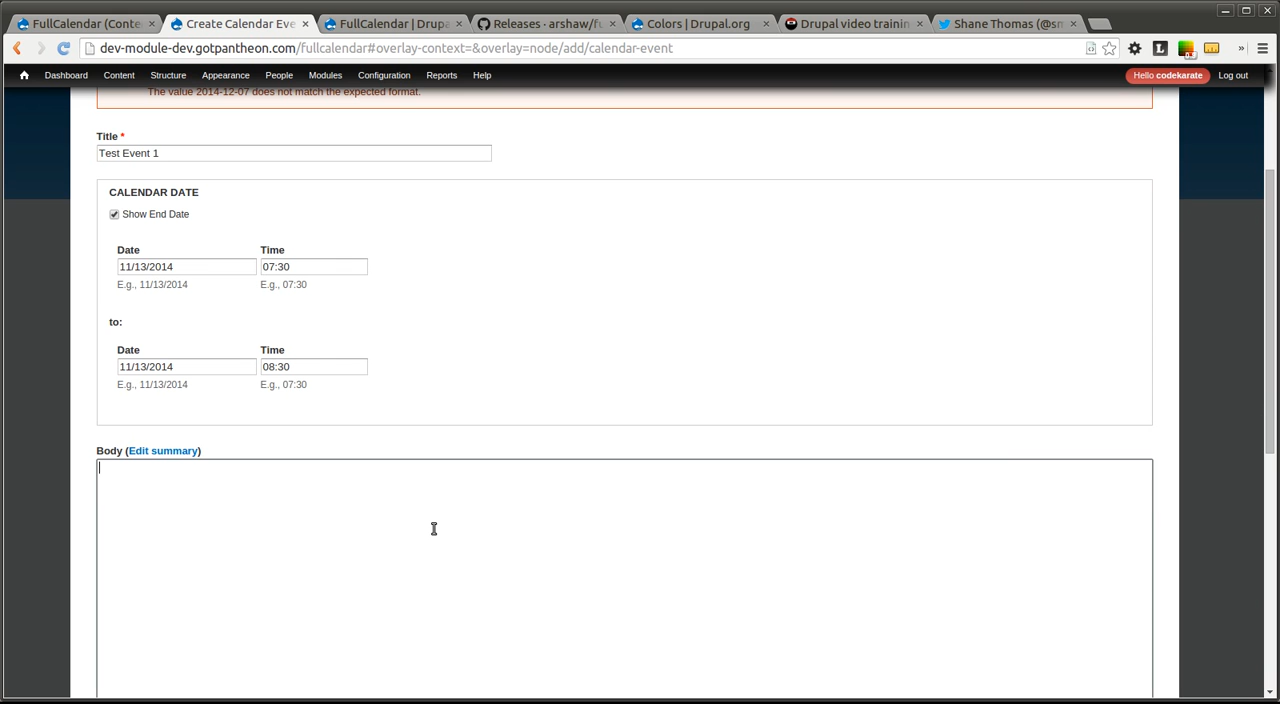 FullCalendar (Conte
Create Calendar Eve
FullCalendar | Drupa
Releases · arshaw/fu
Colors | Drupal.org
Drupal video trainin
Shane Thomas (@sm
dev-module-dev.gotpantheon.com/fullcalendar#overlay-context=&overlay=node/add/calendar-event
Dashboard Content Structure Appearance People Modules Configuration Reports Help Hello codekarate Log out
The value 2014-12-07 does not match the expected format.
Title *
Test Event 1
CALENDAR DATE
Show End Date
Date Time
11/13/2014 07:30
E.g., 11/13/2014 E.g., 07:30
to:
Date Time
11/13/2014 08:30
E.g., 11/13/2014 E.g., 07:30
Body (Edit summary)